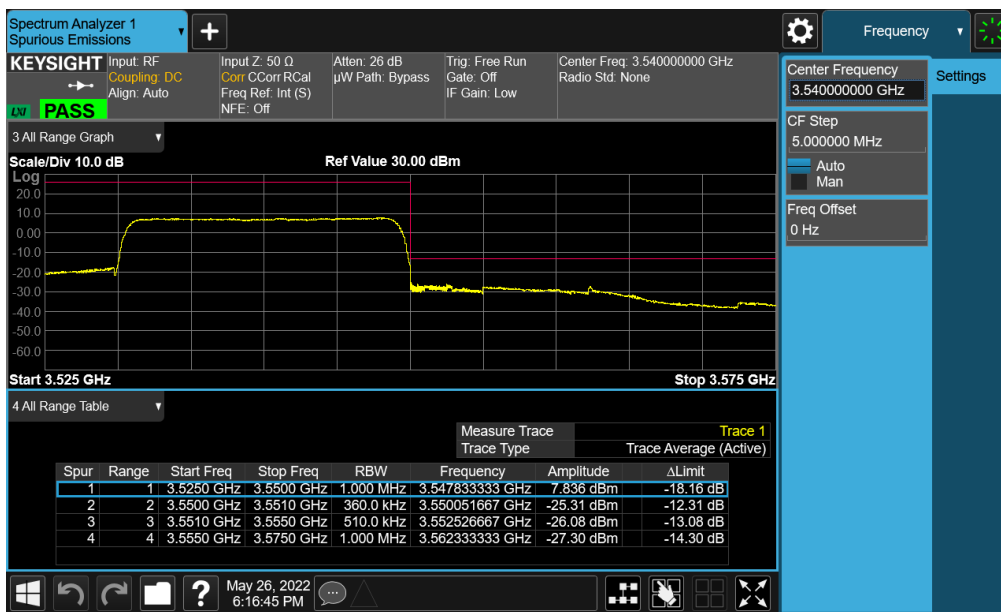 Spectrum Analyzer 1
Spurious Emissions
Frequency
KEYSIGHT
Input: RF
Coupling: DC
Align: Auto
Input Z: 50 Ω
Corr CCorr RCal
Freq Ref: Int (S)
NFE: Off
Atten: 26 dB
µW Path: Bypass
Trig: Free Run
Gate: Off
IF Gain: Low
Center Freq: 3.540000000 GHz
Radio Std: None
LXI PASS
Center Frequency
3.540000000 GHz
Settings
CF Step
5.000000 MHz
Auto
Man
Freq Offset
0 Hz
3 All Range Graph
Scale/Div 10.0 dB Ref Value 30.00 dBm
Log
20.0
10.0
0.00
-10.0
-20.0
-30.0
-40.0
-50.0
-60.0
Start 3.525 GHz Stop 3.575 GHz
4 All Range Table
Measure Trace Trace 1
Trace Type Trace Average (Active)
Spur Range Start Freq Stop Freq RBW Frequency Amplitude ΔLimit
1 1 3.5250 GHz 3.5500 GHz 1.000 MHz 3.547833333 GHz 7.836 dBm -18.16 dB
2 2 3.5500 GHz 3.5510 GHz 360.0 kHz 3.550051667 GHz -25.31 dBm -12.31 dB
3 3 3.5510 GHz 3.5550 GHz 510.0 kHz 3.552526667 GHz -26.08 dBm -13.08 dB
4 4 3.5550 GHz 3.5750 GHz 1.000 MHz 3.562333333 GHz -27.30 dBm -14.30 dB
?
May 26, 2022
6:16:45 PM